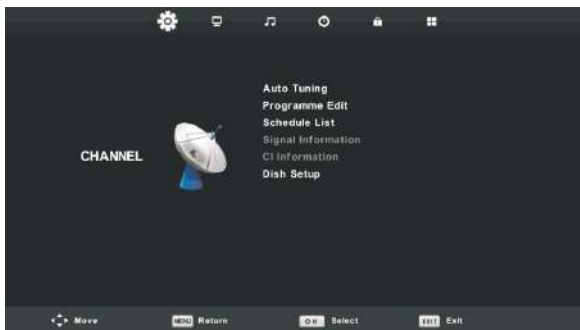 Auto Tuning
Programme Edit
Schedule List
Signal Information
CI Information
Dish Setup
CHANNEL
Move MENU Return OK Select EXIT Exit